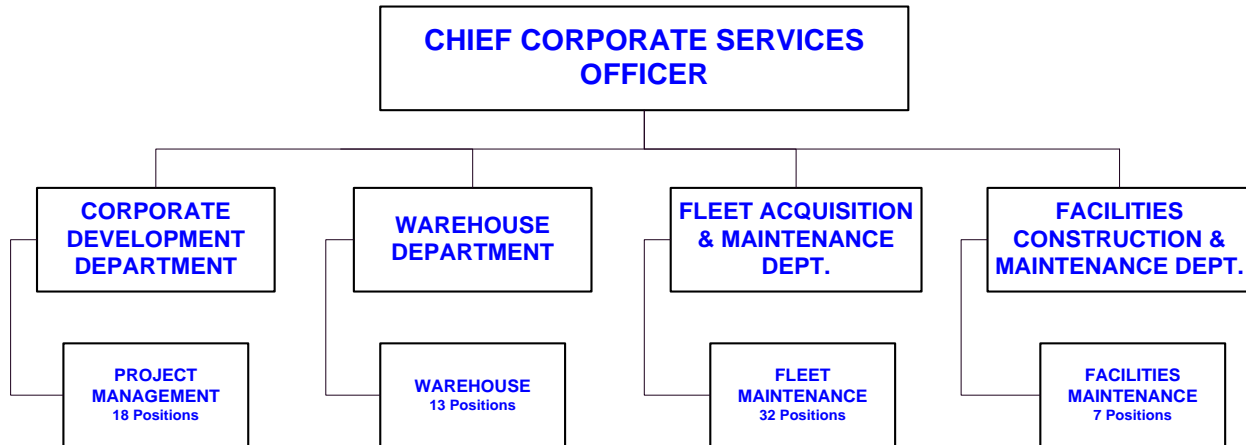 CHIEF CORPORATE SERVICES
OFFICER
CORPORATE
DEVELOPMENT
DEPARTMENT
WAREHOUSE
DEPARTMENT
FLEET ACQUISITION
& MAINTENANCE
DEPT.
FACILITIES
CONSTRUCTION &
MAINTENANCE DEPT.
PROJECT
MANAGEMENT
18 Positions
WAREHOUSE
13 Positions
FLEET
MAINTENANCE
32 Positions
FACILITIES
MAINTENANCE
7 Positions